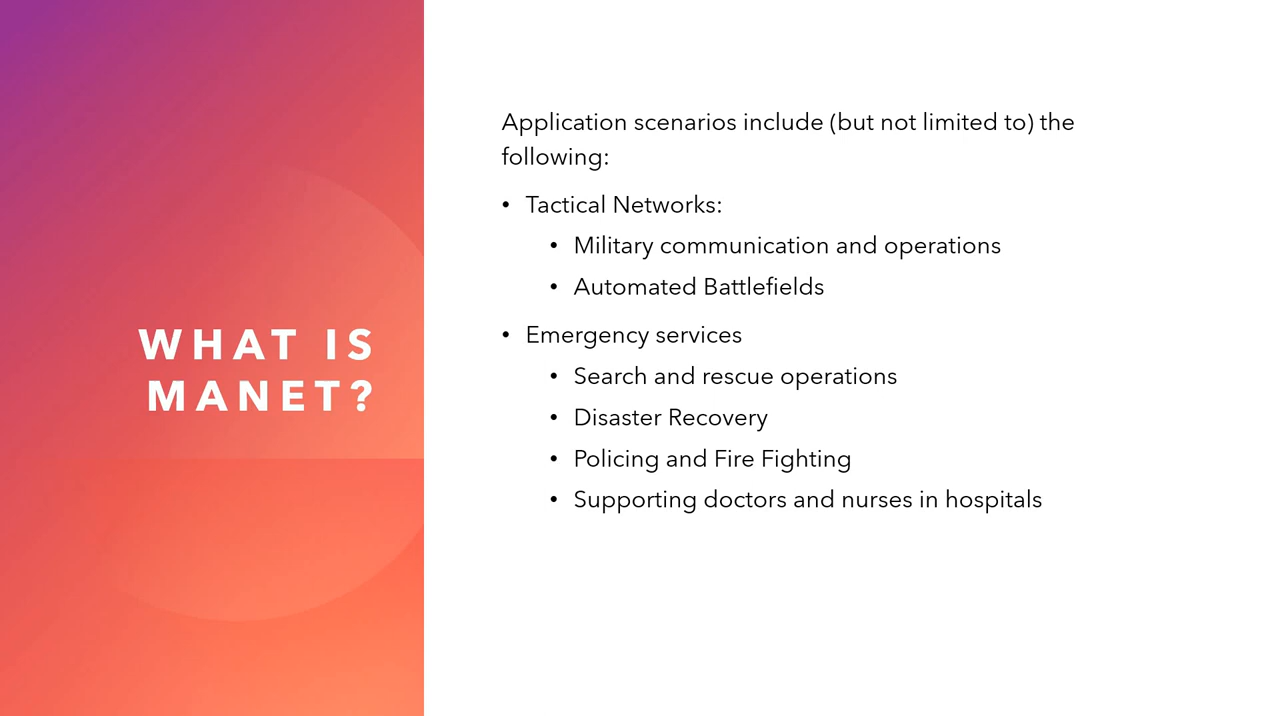 WHAT IS
MANET?
Application scenarios include (but not limited to) the
following:
• Tactical Networks:
• Military communication and operations
• Automated Battlefields
• Emergency services
• Search and rescue operations
• Disaster Recovery
• Policing and Fire Fighting
• Supporting doctors and nurses in hospitals